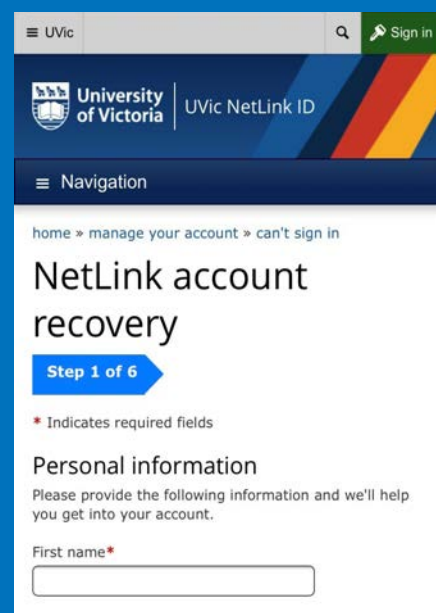 ≡ UVic
Sign in
University
of Victoria
UVic NetLink ID
≡ Navigation
home » manage your account » can't sign in
NetLink account
recovery
Step 1 of 6
* Indicates required fields
Personal information
Please provide the following information and we'll help
you get into your account.
First name*